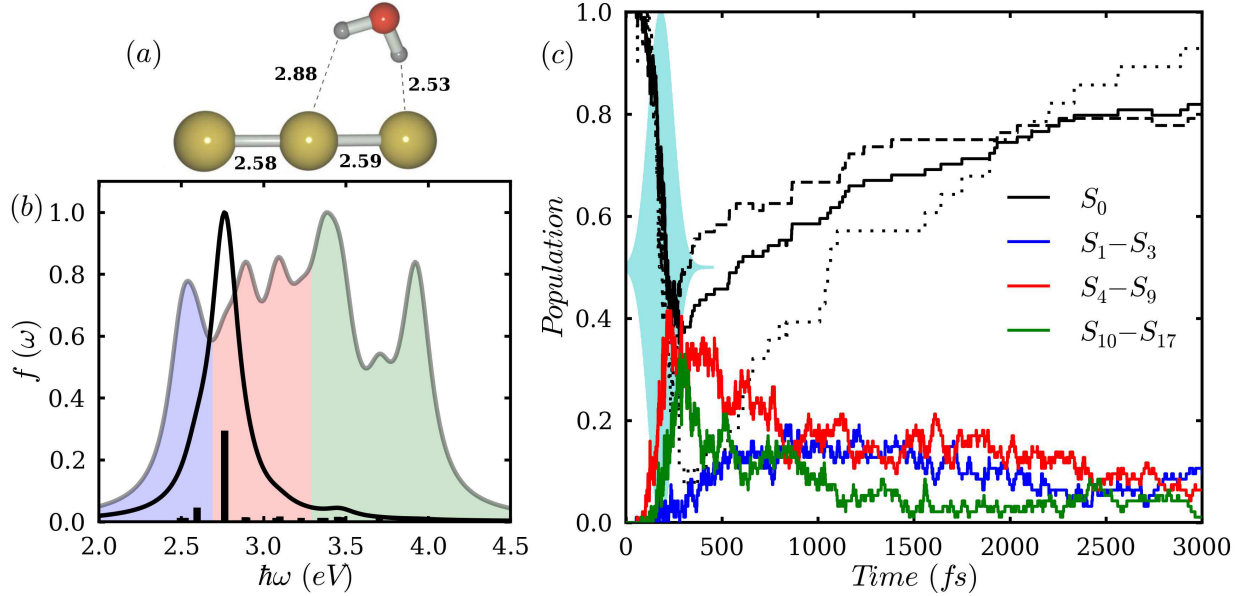 (a)
2.88
2.53
2.58
2.59
(b)
f (ω)
1.0
0.8
0.6
0.4
0.2
0.0
2.0 2.5 3.0 3.5 4.0 4.5
ħω (eV)
(c)
Population
1.0
0.8
0.6
0.4
0.2
0.0
0 500 1000 1500 2000 2500 3000
Time (fs)
S₀
S₁−S₃
S₄−S₉
S₁₀−S₁₇